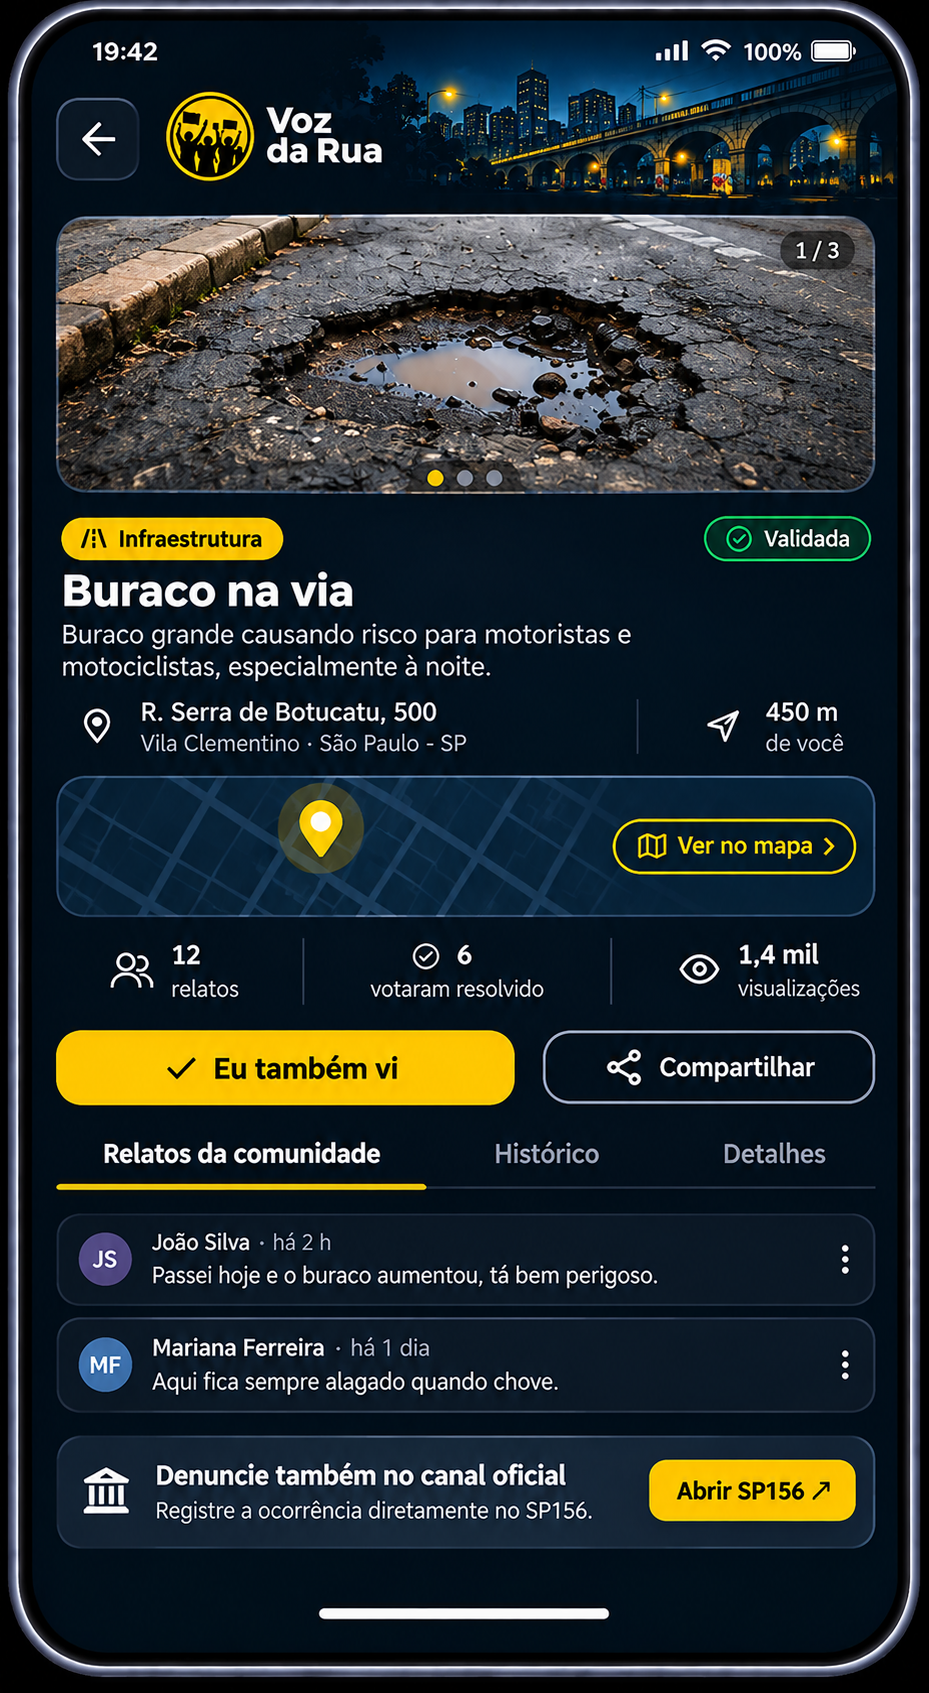 19:42
100%
Voz
da Rua
1 / 3
Infraestrutura
Validada
Buraco na via
Buraco grande causando risco para motoristas e
motociclistas, especialmente à noite.
R. Serra de Botucatu, 500
Vila Clementino · São Paulo - SP
450 m
de você
Ver no mapa
12
relatos
6
votaram resolvido
1,4 mil
visualizações
Eu também vi
Compartilhar
Relatos da comunidade
Histórico
Detalhes
JS
João Silva · há 2 h
Passei hoje e o buraco aumentou, tá bem perigoso.
MF
Mariana Ferreira · há 1 dia
Aqui fica sempre alagado quando chove.
Denuncie também no canal oficial
Registre a ocorrência diretamente no SP156.
Abrir SP156 ↗